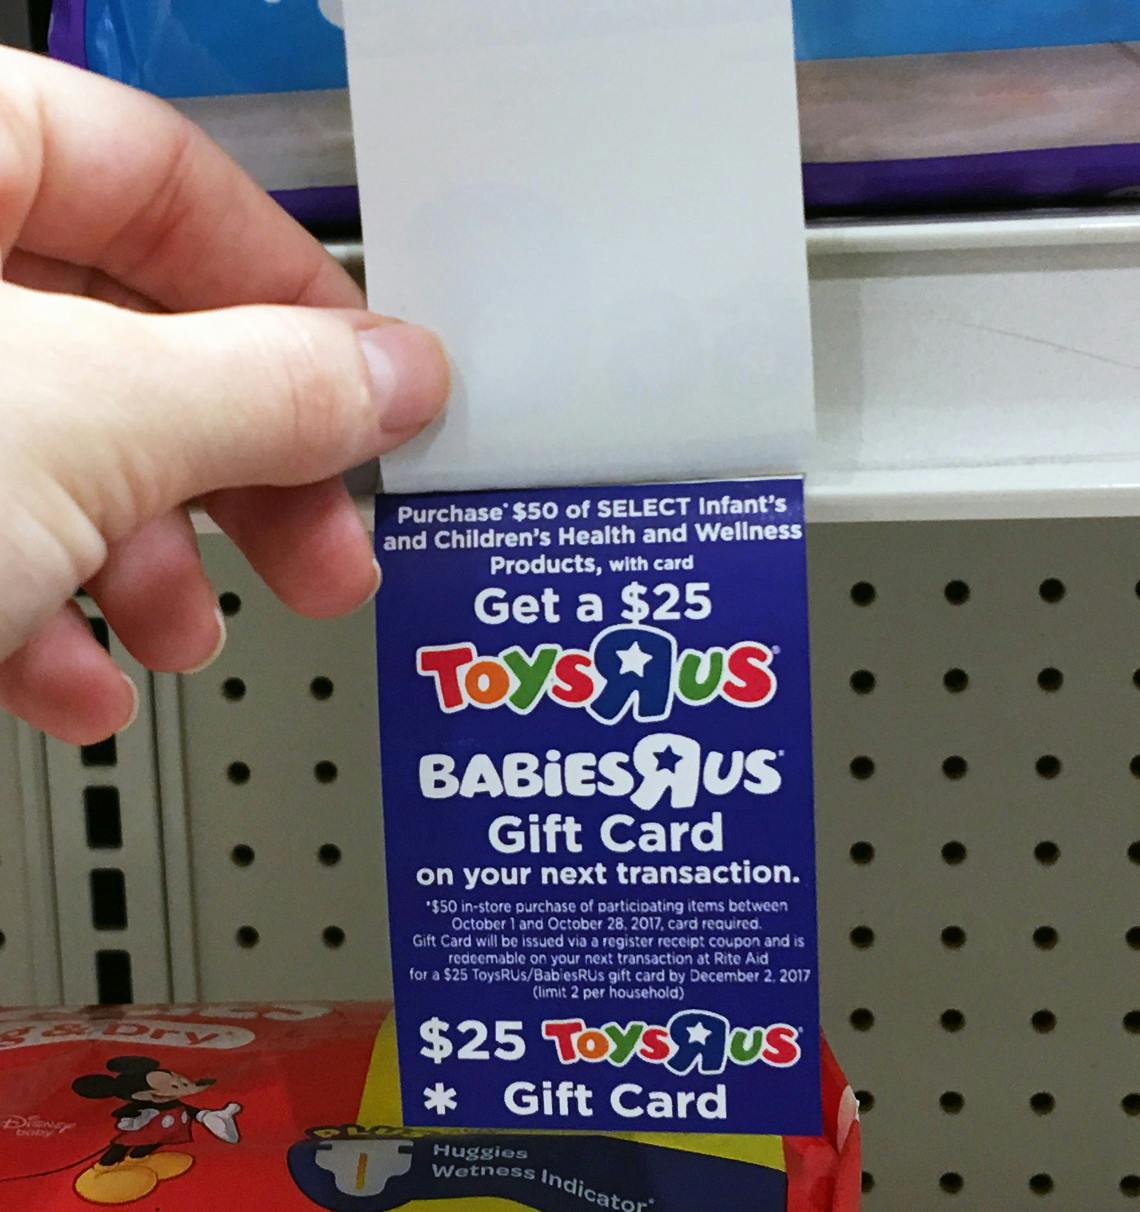 Purchase* $50 of SELECT Infant's
and Children's Health and Wellness
Products, with card
Get a $25
ToysRus
BABiESRUS
Gift Card
on your next transaction.
*$50 in-store purchase of participating items between
October 1 and October 28, 2017, card required.
Gift Card will be issued via a register receipt coupon and is
redeemable on your next transaction at Rite Aid
for a $25 ToysRUs/BabiesRUs gift card by December 2, 2017
(limit 2 per household)
$25 ToysRus
* Gift Card
g & Dry
Disney
baby
Huggies
Wetness Indicator*